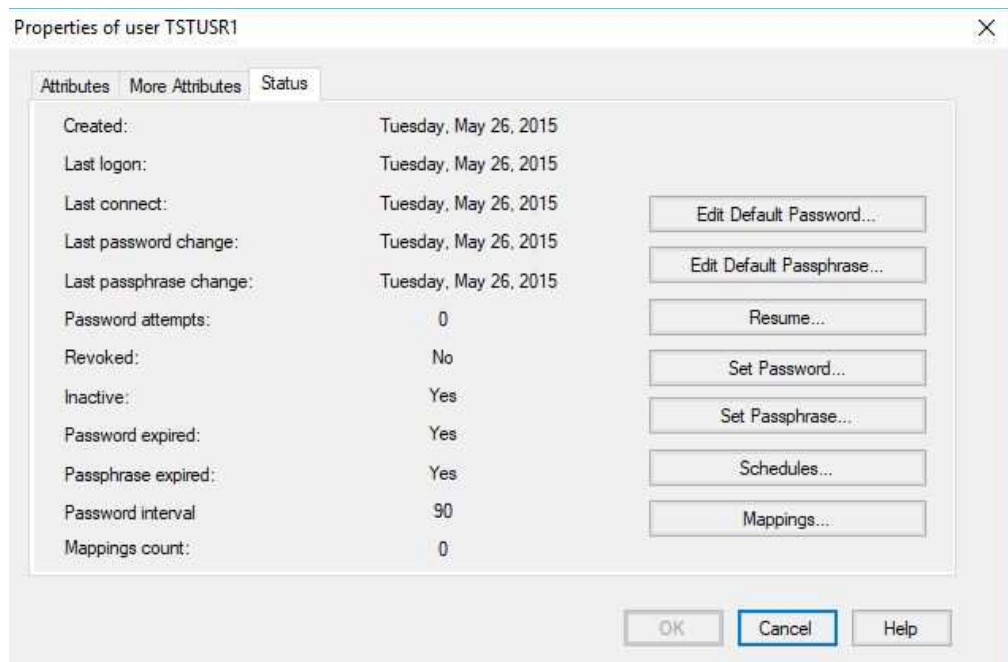 Properties of user TSTUSR1
Attributes More Attributes Status
Created: Tuesday, May 26, 2015
Last logon: Tuesday, May 26, 2015
Last connect: Tuesday, May 26, 2015
Last password change: Tuesday, May 26, 2015
Last passphrase change: Tuesday, May 26, 2015
Password attempts: 0
Revoked: No
Inactive: Yes
Password expired: Yes
Passphrase expired: Yes
Password interval 90
Mappings count: 0
Edit Default Password...
Edit Default Passphrase...
Resume...
Set Password...
Set Passphrase...
Schedules...
Mappings...
OK Cancel Help